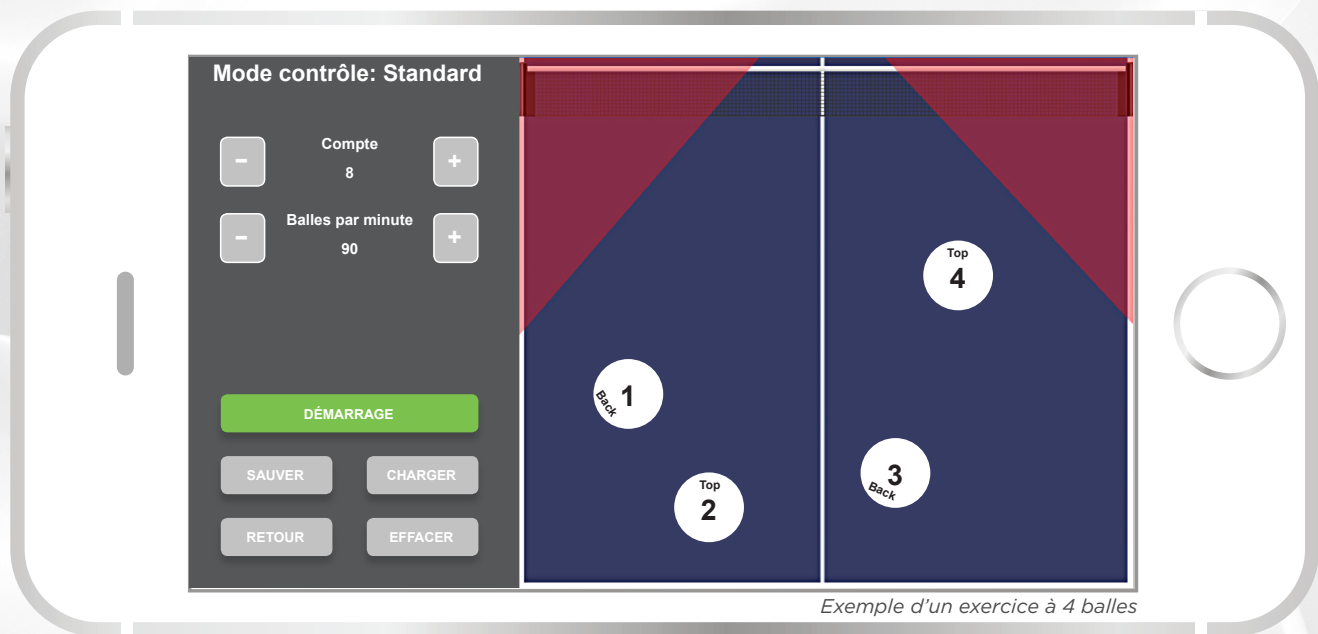 Mode contrôle: Standard
−
Compte
8
+
−
Balles par minute
90
+
DÉMARRAGE
SAUVER
CHARGER
RETOUR
EFFACER
Top
4
1
Back
Top
2
3
Back
Exemple d'un exercice à 4 balles